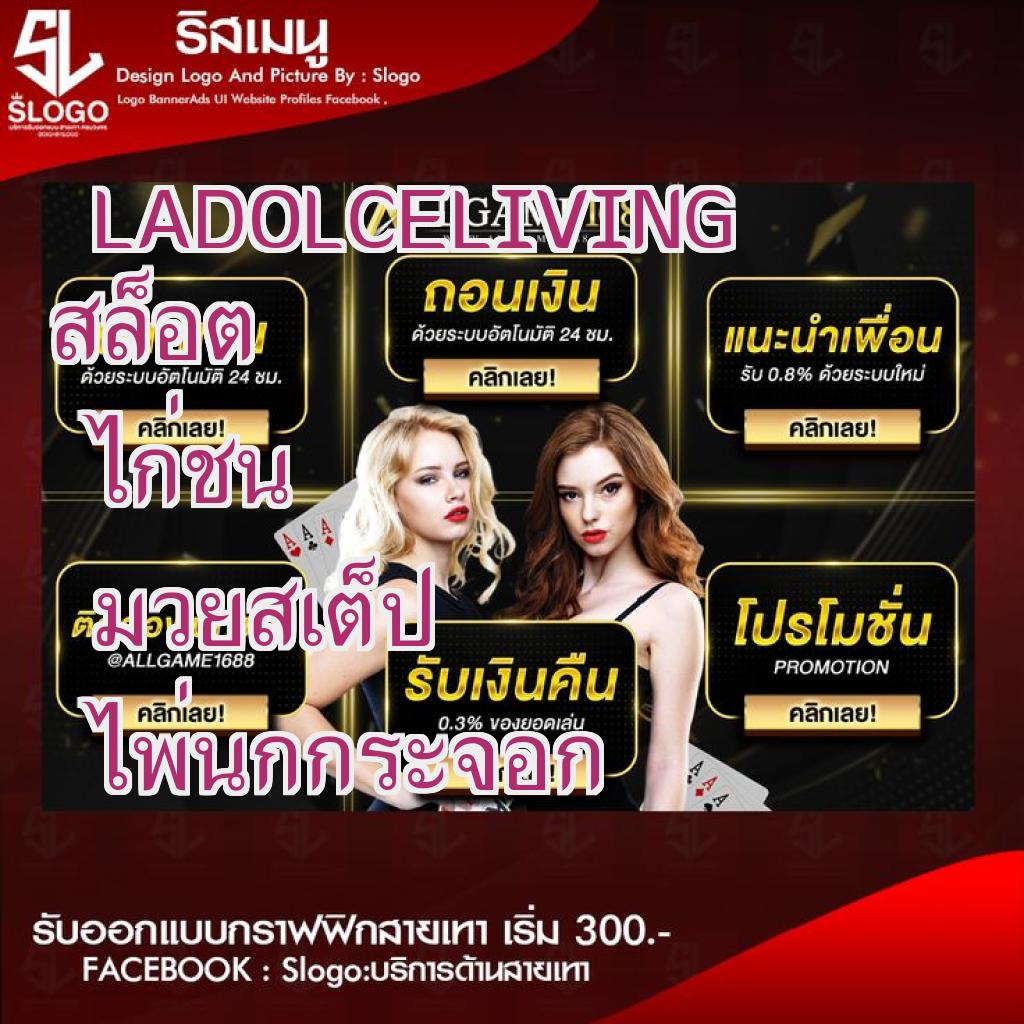 SL
SLOGO
ริสเมนู
Design Logo And Picture By : Slogo
Logo BannerAds UI Website Profiles Facebook .
LADOLCELIVING
สล็อต
ด้วยระบบอัตโนมัติ 24 ชม.
คลิกเลย!
ถอนเงิน
ด้วยระบบอัตโนมัติ 24 ชม.
คลิกเลย!
แนะนำเพื่อน
รับ 0.8% ด้วยระบบใหม่
คลิกเลย!
ไก่ชน
มวยสเต็ป
@ALLGAME1688
คลิกเลย!
รับเงินคืน
0.3% ของยอดเล่น
โปรโมชั่น
PROMOTION
คลิกเลย!
ไพ่นกกระจอก
รับออกแบบกราฟฟิกสายเทา เริ่ม 300.-
FACEBOOK : Slogo:บริการด้านสายเทา